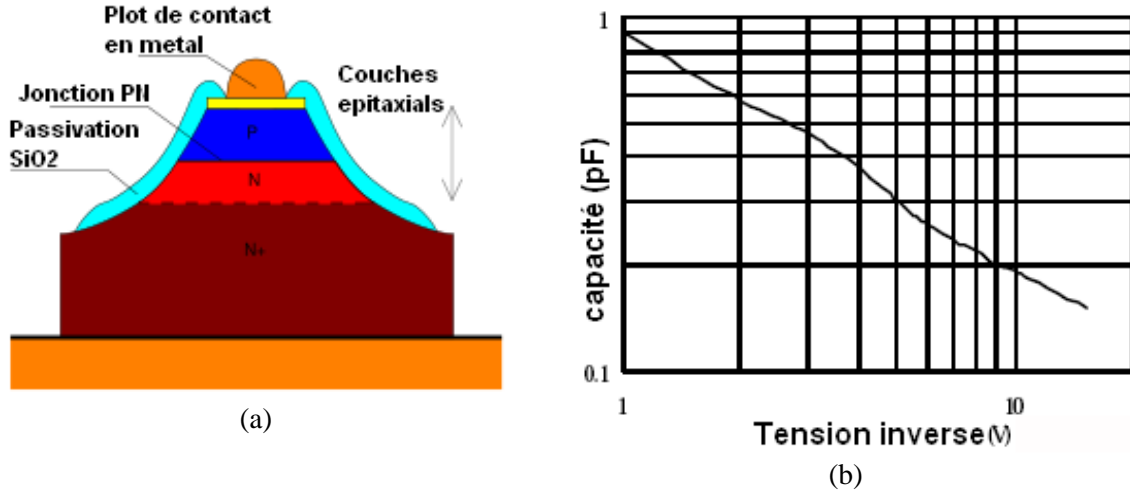 Plot de contact
en metal
Couches
epitaxials
Jonction PN
Passivation
SiO2
P
N
N+
(a)
1
capacité (pF)
0.1
1
10
Tension inverse(V)
(b)